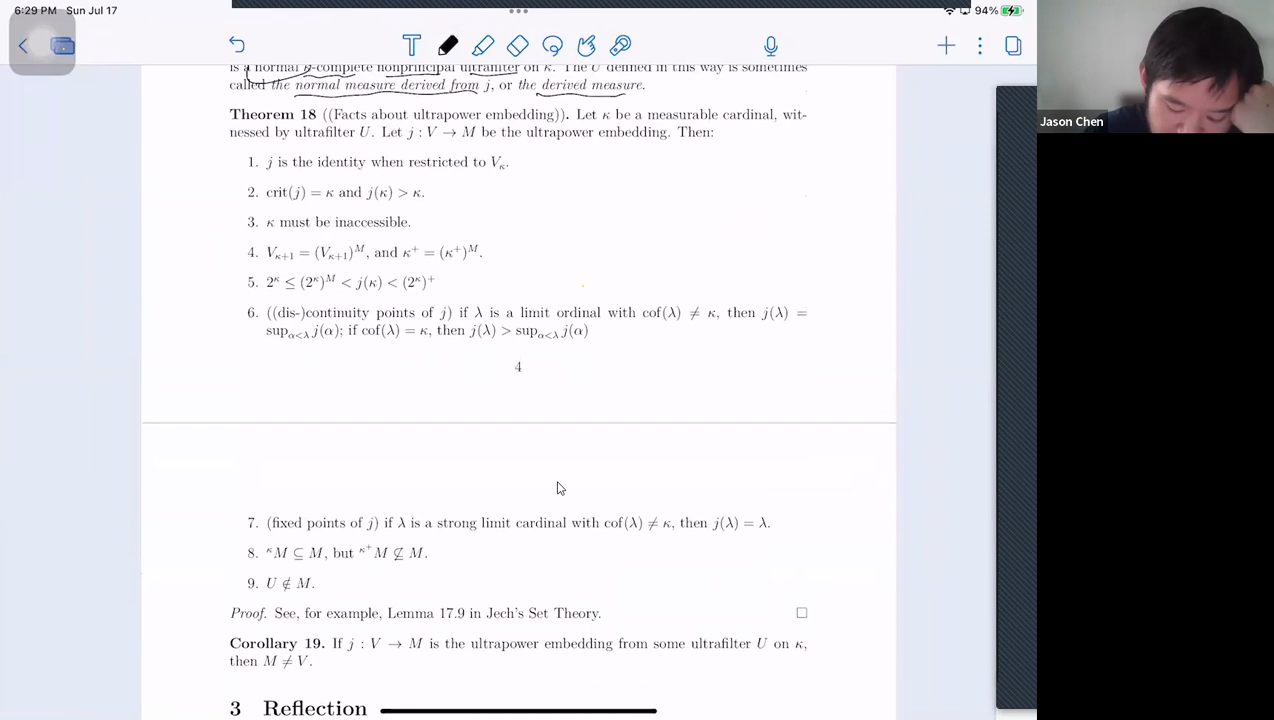 6:29 PM Sun Jul 17
94%
T
is a normal κ-complete nonprincipal ultrafilter on κ. The U defined in this way is sometimes
called the normal measure derived from j, or the derived measure.
Jason Chen
Theorem 18 ((Facts about ultrapower embedding)). Let κ be a measurable cardinal, wit-
nessed by ultrafilter U. Let j : V → M be the ultrapower embedding. Then:
1. j is the identity when restricted to Vκ.
2. crit(j) = κ and j(κ) > κ.
3. κ must be inaccessible.
4. Vκ+1 = (Vκ+1)ᴹ, and κ⁺ = (κ⁺)ᴹ.
5. 2^κ ≤ (2^κ)ᴹ < j(κ) < (2^κ)⁺
6. ((dis-)continuity points of j) if λ is a limit ordinal with cof(λ) ≠ κ, then j(λ) =
sup_{α<λ} j(α); if cof(λ) = κ, then j(λ) > sup_{α<λ} j(α)
4
7. (fixed points of j) if λ is a strong limit cardinal with cof(λ) ≠ κ, then j(λ) = λ.
8. ^κM ⊆ M, but ^{κ⁺}M ⊈ M.
9. U ∉ M.
Proof. See, for example, Lemma 17.9 in Jech's Set Theory. □
Corollary 19. If j : V → M is the ultrapower embedding from some ultrafilter U on κ,
then M ≠ V.
3 Reflection